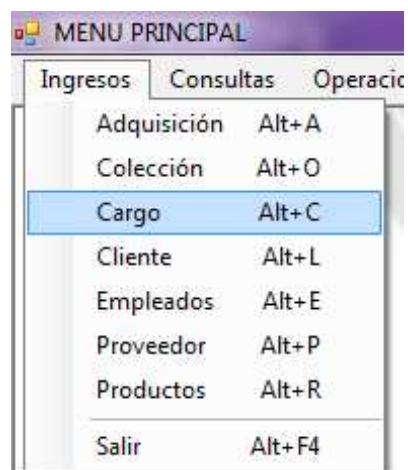 MENU PRINCIPAL
Ingresos Consultas Operacio
Adquisición Alt+A
Colección Alt+O
Cargo Alt+C
Cliente Alt+L
Empleados Alt+E
Proveedor Alt+P
Productos Alt+R
Salir Alt+F4